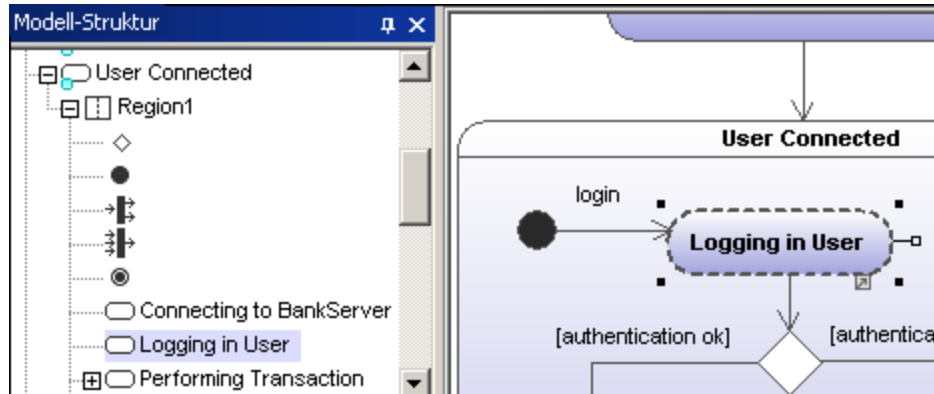 Modell-Struktur
User Connected
Region1
Connecting to BankServer
Logging in User
Performing Transaction
User Connected
login
Logging in User
[authentication ok]
[authentica